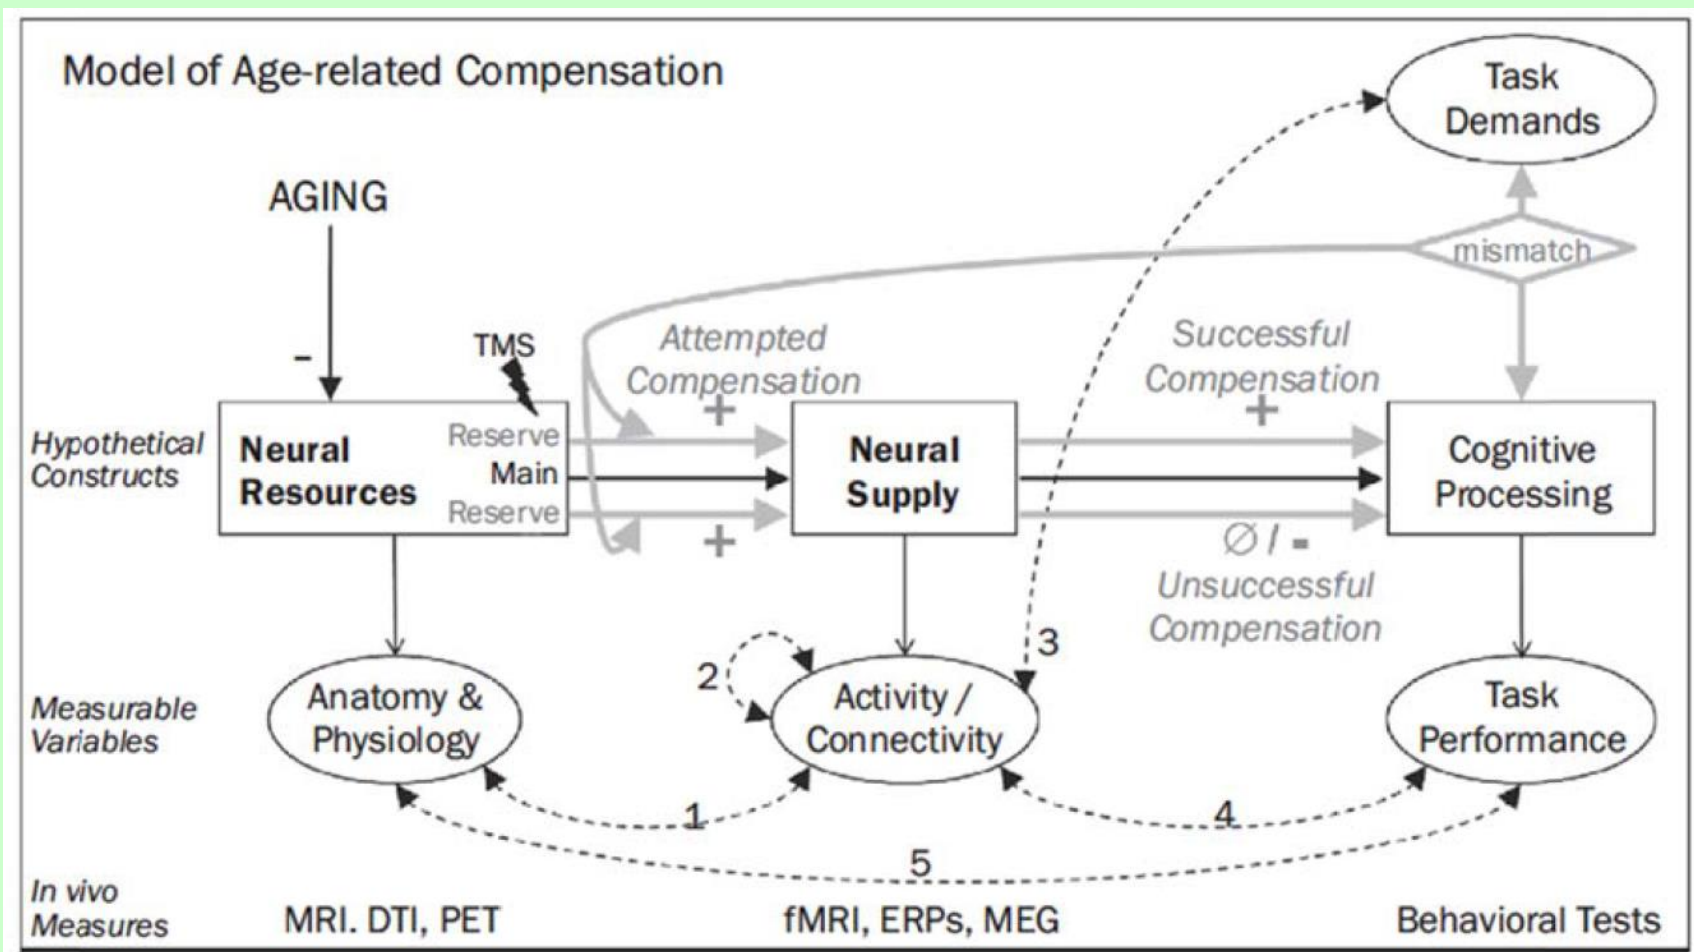 Model of Age-related Compensation
Task
Demands
AGING
mismatch
–
TMS
Attempted
Compensation
+
Successful
Compensation
+
Hypothetical
Constructs
Neural
Resources
Reserve
Main
Reserve
+
Neural
Supply
Cognitive
Processing
∅ / -
Unsuccessful
Compensation
3
2
Measurable
Variables
Anatomy &
Physiology
Activity /
Connectivity
Task
Performance
1
4
5
In vivo
Measures
MRI. DTI, PET
fMRI, ERPs, MEG
Behavioral Tests